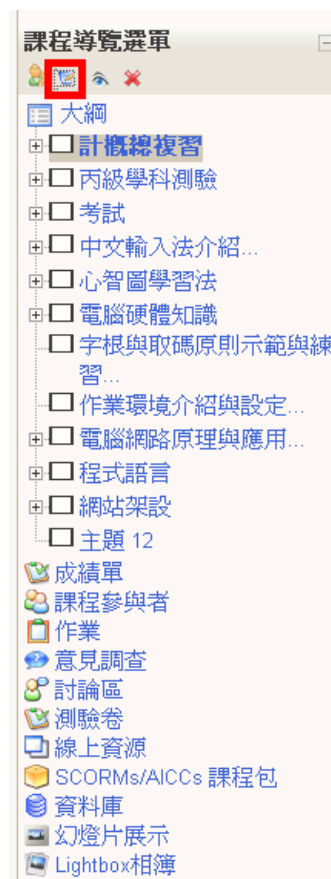 課程導覽選單
大綱
計概總複習
丙級學科測驗
考試
中文輸入法介紹...
心智圖學習法
電腦硬體知識
字根與取碼原則示範與練
習...
作業環境介紹與設定...
電腦網路原理與應用...
程式語言
網站架設
主題 12
成績單
課程參與者
作業
意見調查
討論區
測驗卷
線上資源
SCORMs/AICCs 課程包
資料庫
幻燈片展示
Lightbox相簿